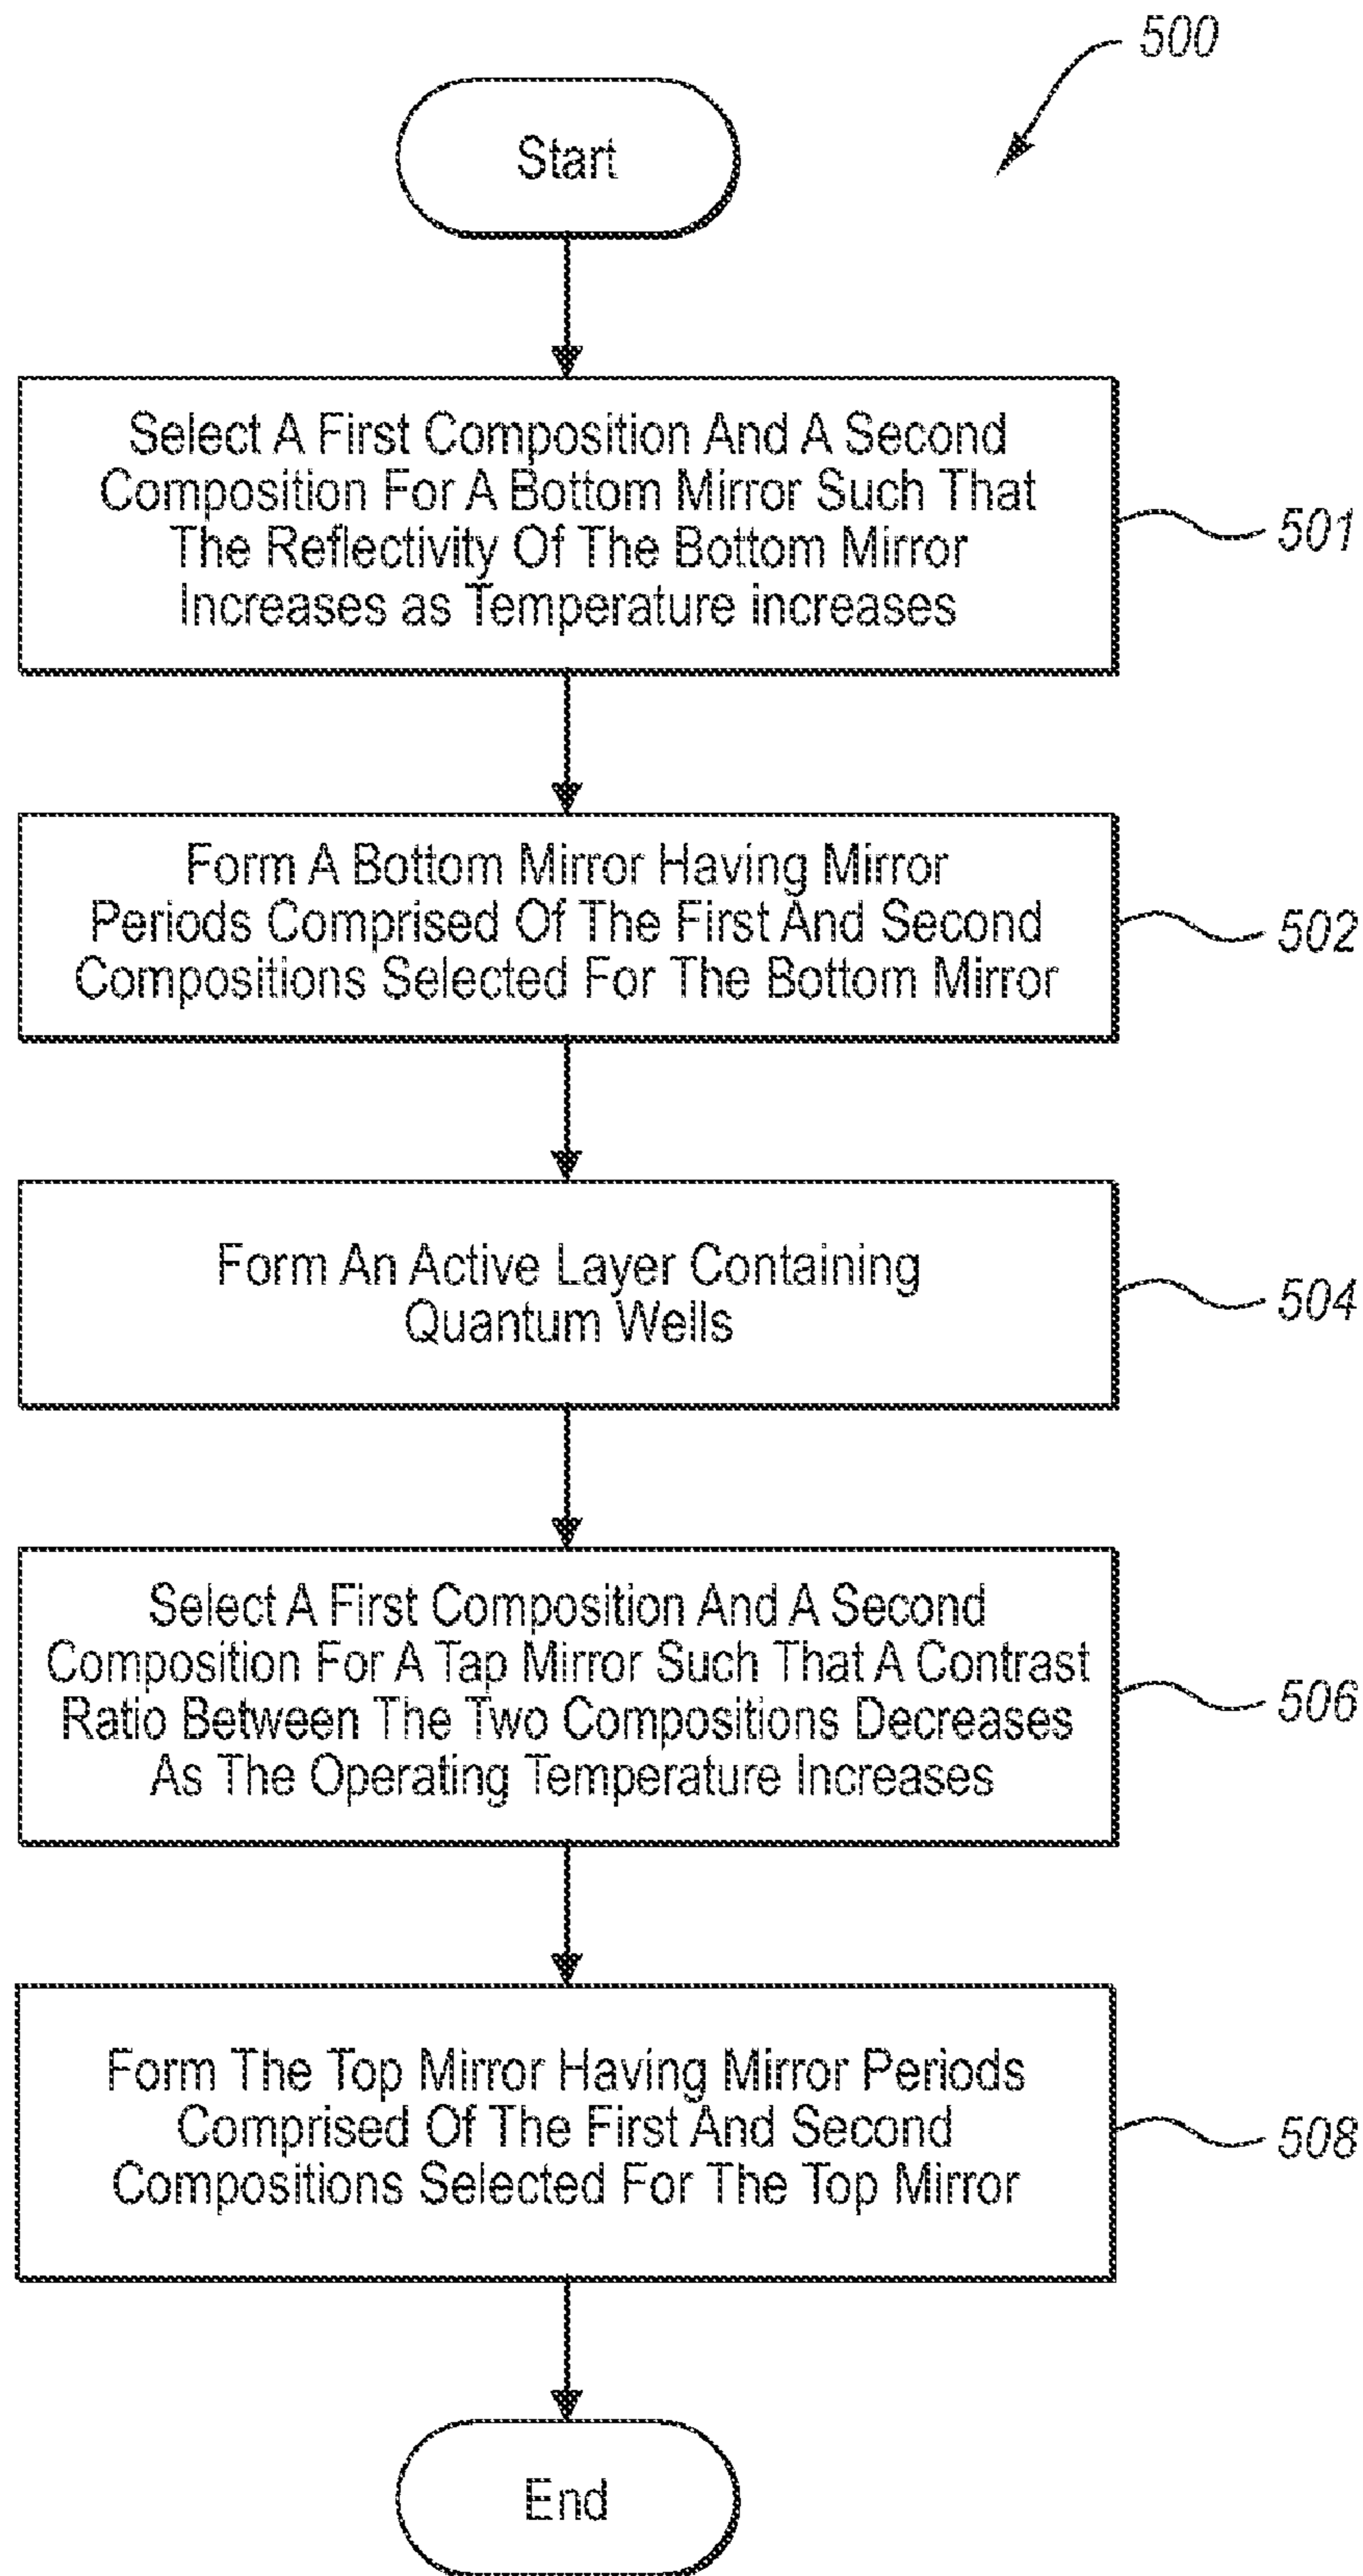 500
Start
Select A First Composition And A Second
Composition For A Bottom Mirror Such That
The Reflectivity Of The Bottom Mirror
Increases as Temperature increases
501
Form A Bottom Mirror Having Mirror
Periods Comprised Of The First And Second
Compositions Selected For The Bottom Mirror
502
Form An Active Layer Containing
Quantum Wells
504
Select A First Composition And A Second
Composition For A Tap Mirror Such That A Contrast
Ratio Between The Two Compositions Decreases
As The Operating Temperature Increases
506
Form The Top Mirror Having Mirror Periods
Comprised Of The First And Second
Compositions Selected For The Top Mirror
508
End